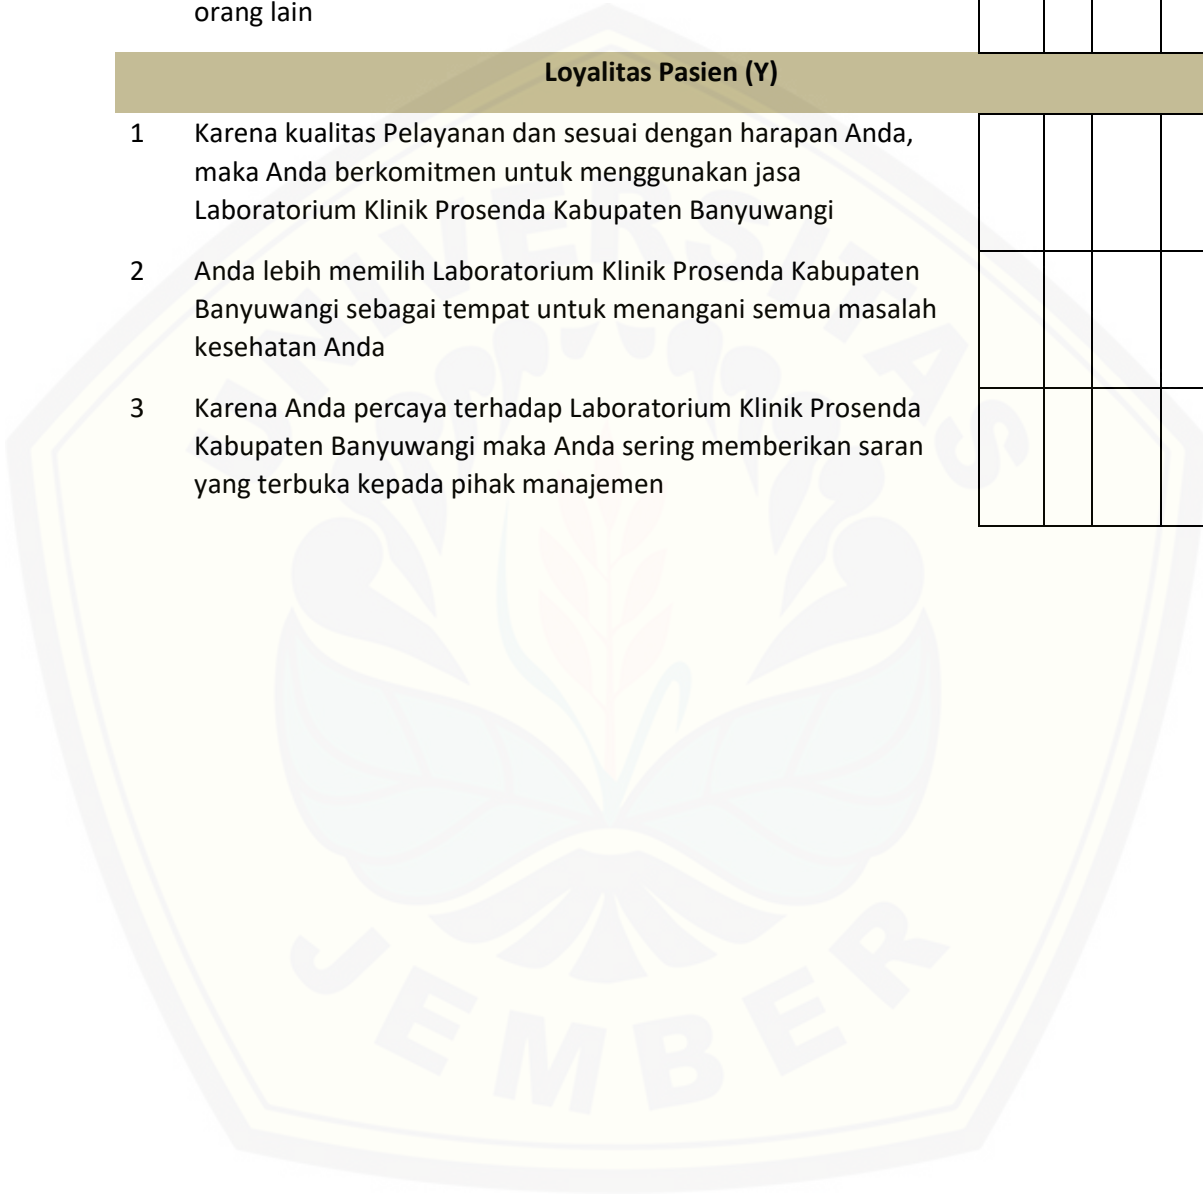 orang lain
Loyalitas Pasien (Y)
1 Karena kualitas Pelayanan dan sesuai dengan harapan Anda,
maka Anda berkomitmen untuk menggunakan jasa
Laboratorium Klinik Prosenda Kabupaten Banyuwangi
2 Anda lebih memilih Laboratorium Klinik Prosenda Kabupaten
Banyuwangi sebagai tempat untuk menangani semua masalah
kesehatan Anda
3 Karena Anda percaya terhadap Laboratorium Klinik Prosenda
Kabupaten Banyuwangi maka Anda sering memberikan saran
yang terbuka kepada pihak manajemen
UNIVERSITAS
JEMBER